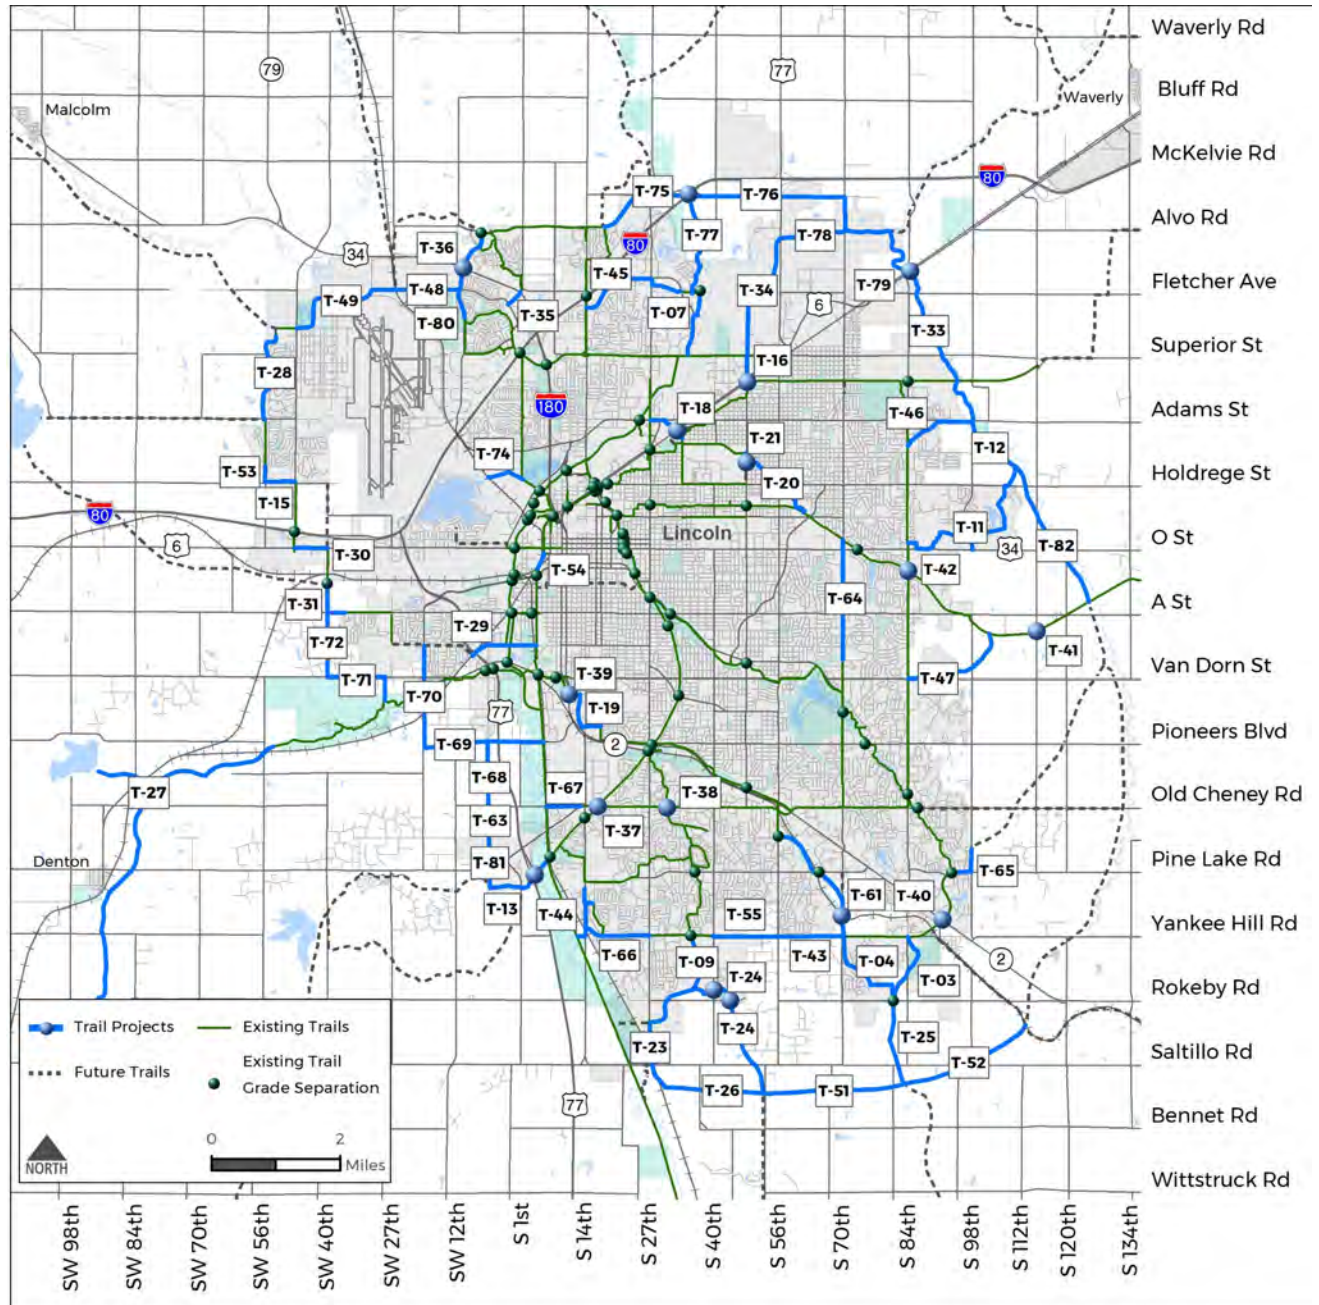 Waverly Rd
79
77
Bluff Rd
Malcolm
Waverly
McKelvie Rd
80
T-75
T-76
Alvo Rd
T-36
T-77
T-78
34
80
T-45
Fletcher Ave
T-48
T-34
T-79
T-49
6
T-80
T-35
T-07
T-33
Superior St
T-16
T-28
180
T-18
T-46
Adams St
T-21
T-12
T-74
T-53
T-20
Holdrege St
T-15
80
T-11
Lincoln
O St
6
T-30
34
T-82
T-54
T-42
T-31
T-64
A St
T-29
T-72
T-41
Van Dorn St
T-39
T-47
T-71
T-70
T-19
77
Pioneers Blvd
T-69
2
T-68
T-27
T-67
T-38
Old Cheney Rd
T-63
T-37
Denton
T-81
Pine Lake Rd
T-65
T-61
T-40
T-13
T-44
T-55
Yankee Hill Rd
T-66
T-43
T-09
T-04
2
T-24
T-03
Rokeby Rd
Trail Projects
Existing Trails
T-24
T-25
T-23
Saltillo Rd
Existing Trail
T-52
Future Trails
Grade Separation
T-26
T-51
77
Bennet Rd
0
2
Miles
NORTH
Wittstruck Rd
SW 98th
SW 84th
SW 70th
SW 56th
SW 40th
SW 27th
SW 12th
S 1st
S 14th
S 27th
S 40th
S 56th
S 70th
S 84th
S 98th
S 112th
S 120th
S 134th